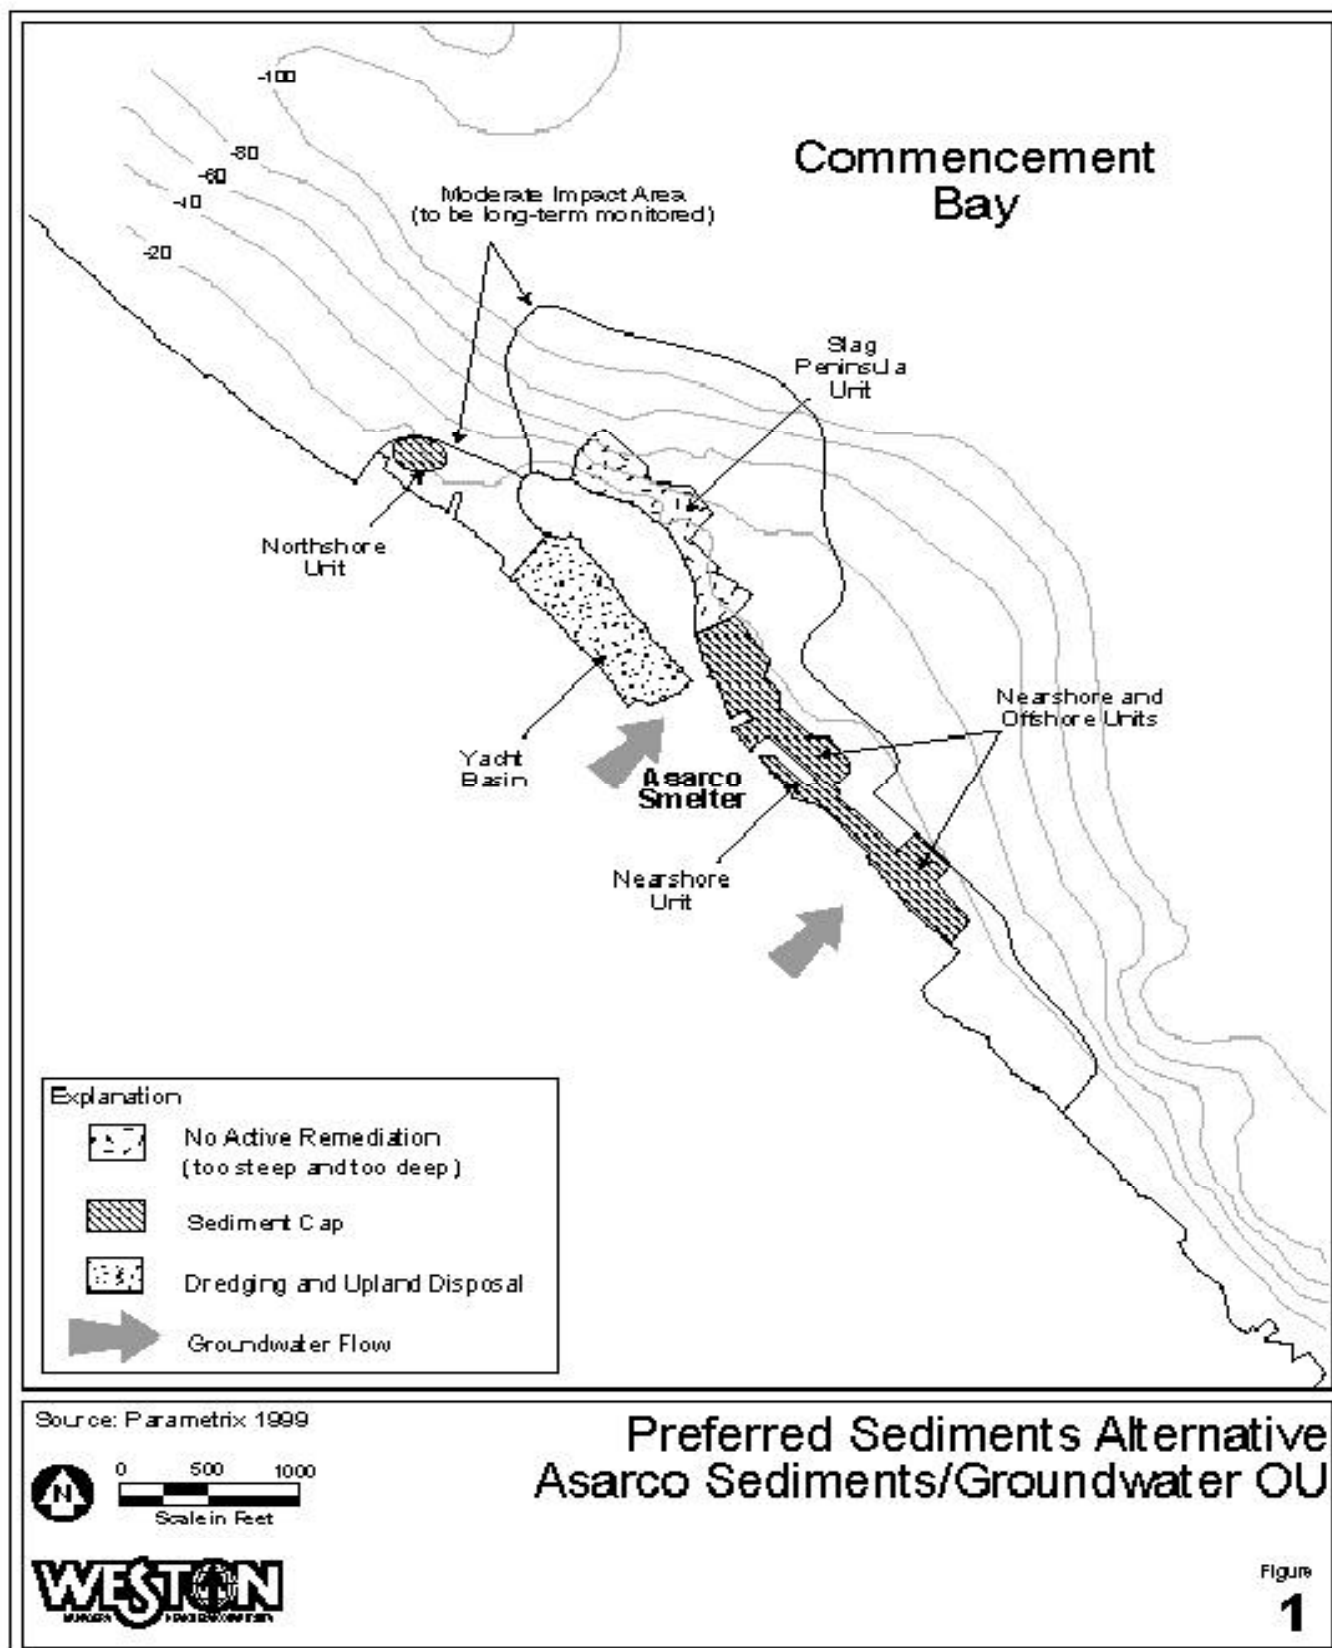 -100
-80
-60
-40
-20
Commencement
Bay
Moderate Impact Area
(to be long-term monitored)
Slag
Peninsula
Unit
Northshore
Unit
Nearshore and
Offshore Units
Yacht
Basin
Asarco
Smelter
Nearshore
Unit
Explanation
No Active Remediation
(too steep and too deep)
Sediment Cap
Dredging and Upland Disposal
Groundwater Flow
Source: Parametrix 1999
0 500 1000
N
Scale in Feet
Preferred Sediments Alternative
Asarco Sediments/Groundwater OU
WESTON
Figure
1